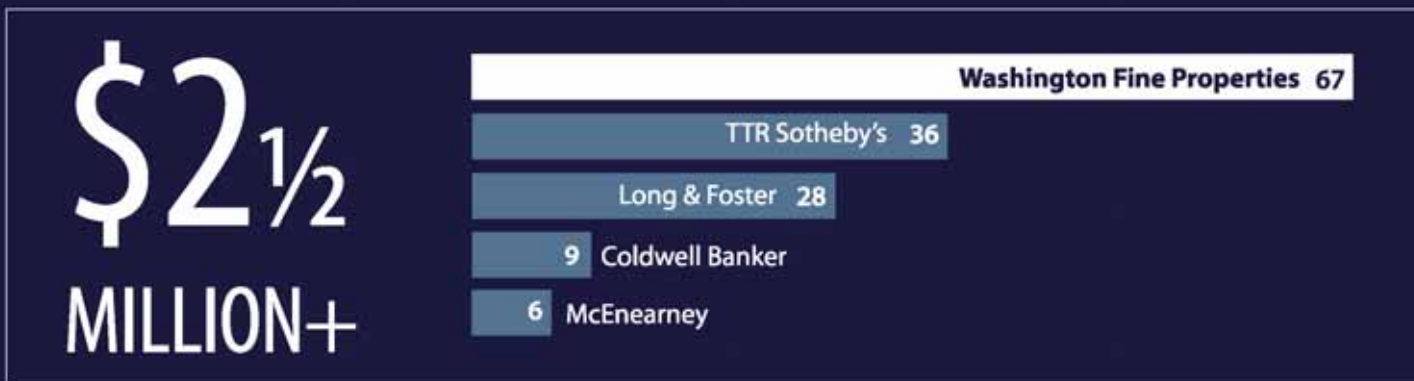 $2½
MILLION+
Washington Fine Properties 67
TTR Sotheby's 36
Long & Foster 28
9 Coldwell Banker
6 McEnearney